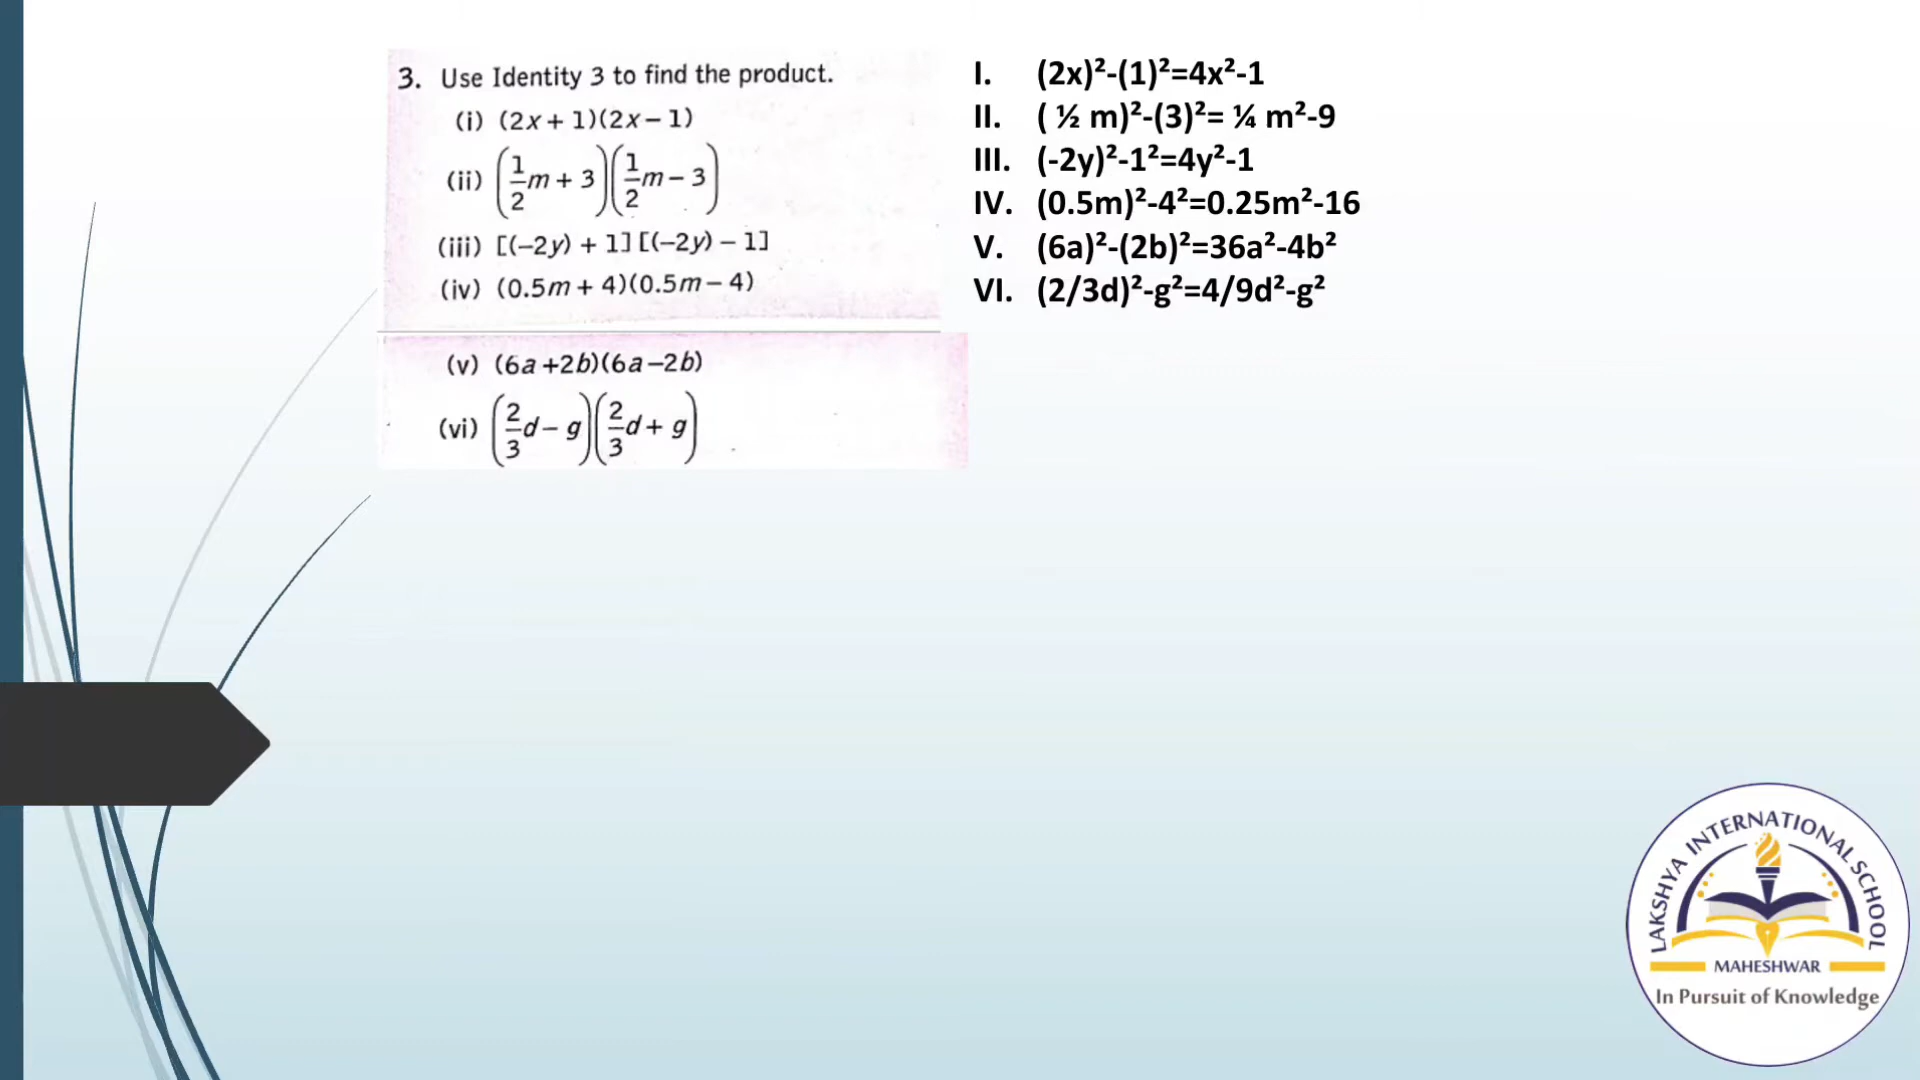 3. Use Identity 3 to find the product.
(i) (2x + 1)(2x – 1)
(ii) (1/2 m + 3)(1/2 m – 3)
(iii) [(–2y) + 1] [(–2y) – 1]
(iv) (0.5m + 4)(0.5m – 4)
(v) (6a +2b)(6a –2b)
(vi) (2/3 d – g)(2/3 d + g)
I. (2x)²-(1)²=4x²-1
II. ( ½ m)²-(3)²= ¼ m²-9
III. (-2y)²-1²=4y²-1
IV. (0.5m)²-4²=0.25m²-16
V. (6a)²-(2b)²=36a²-4b²
VI. (2/3d)²-g²=4/9d²-g²
LAKSHYA INTERNATIONAL SCHOOL
MAHESHWAR
In Pursuit of Knowledge